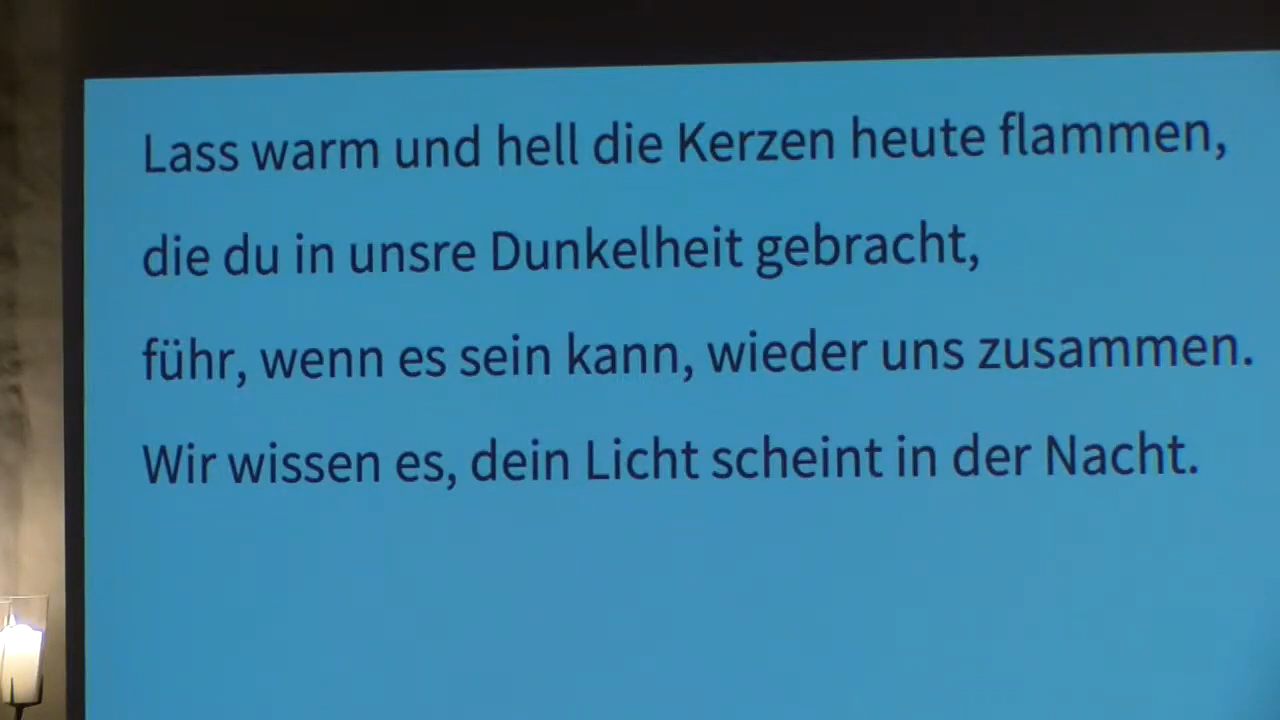 Lass warm und hell die Kerzen heute flammen,
die du in unsre Dunkelheit gebracht,
führ, wenn es sein kann, wieder uns zusammen.
Wir wissen es, dein Licht scheint in der Nacht.